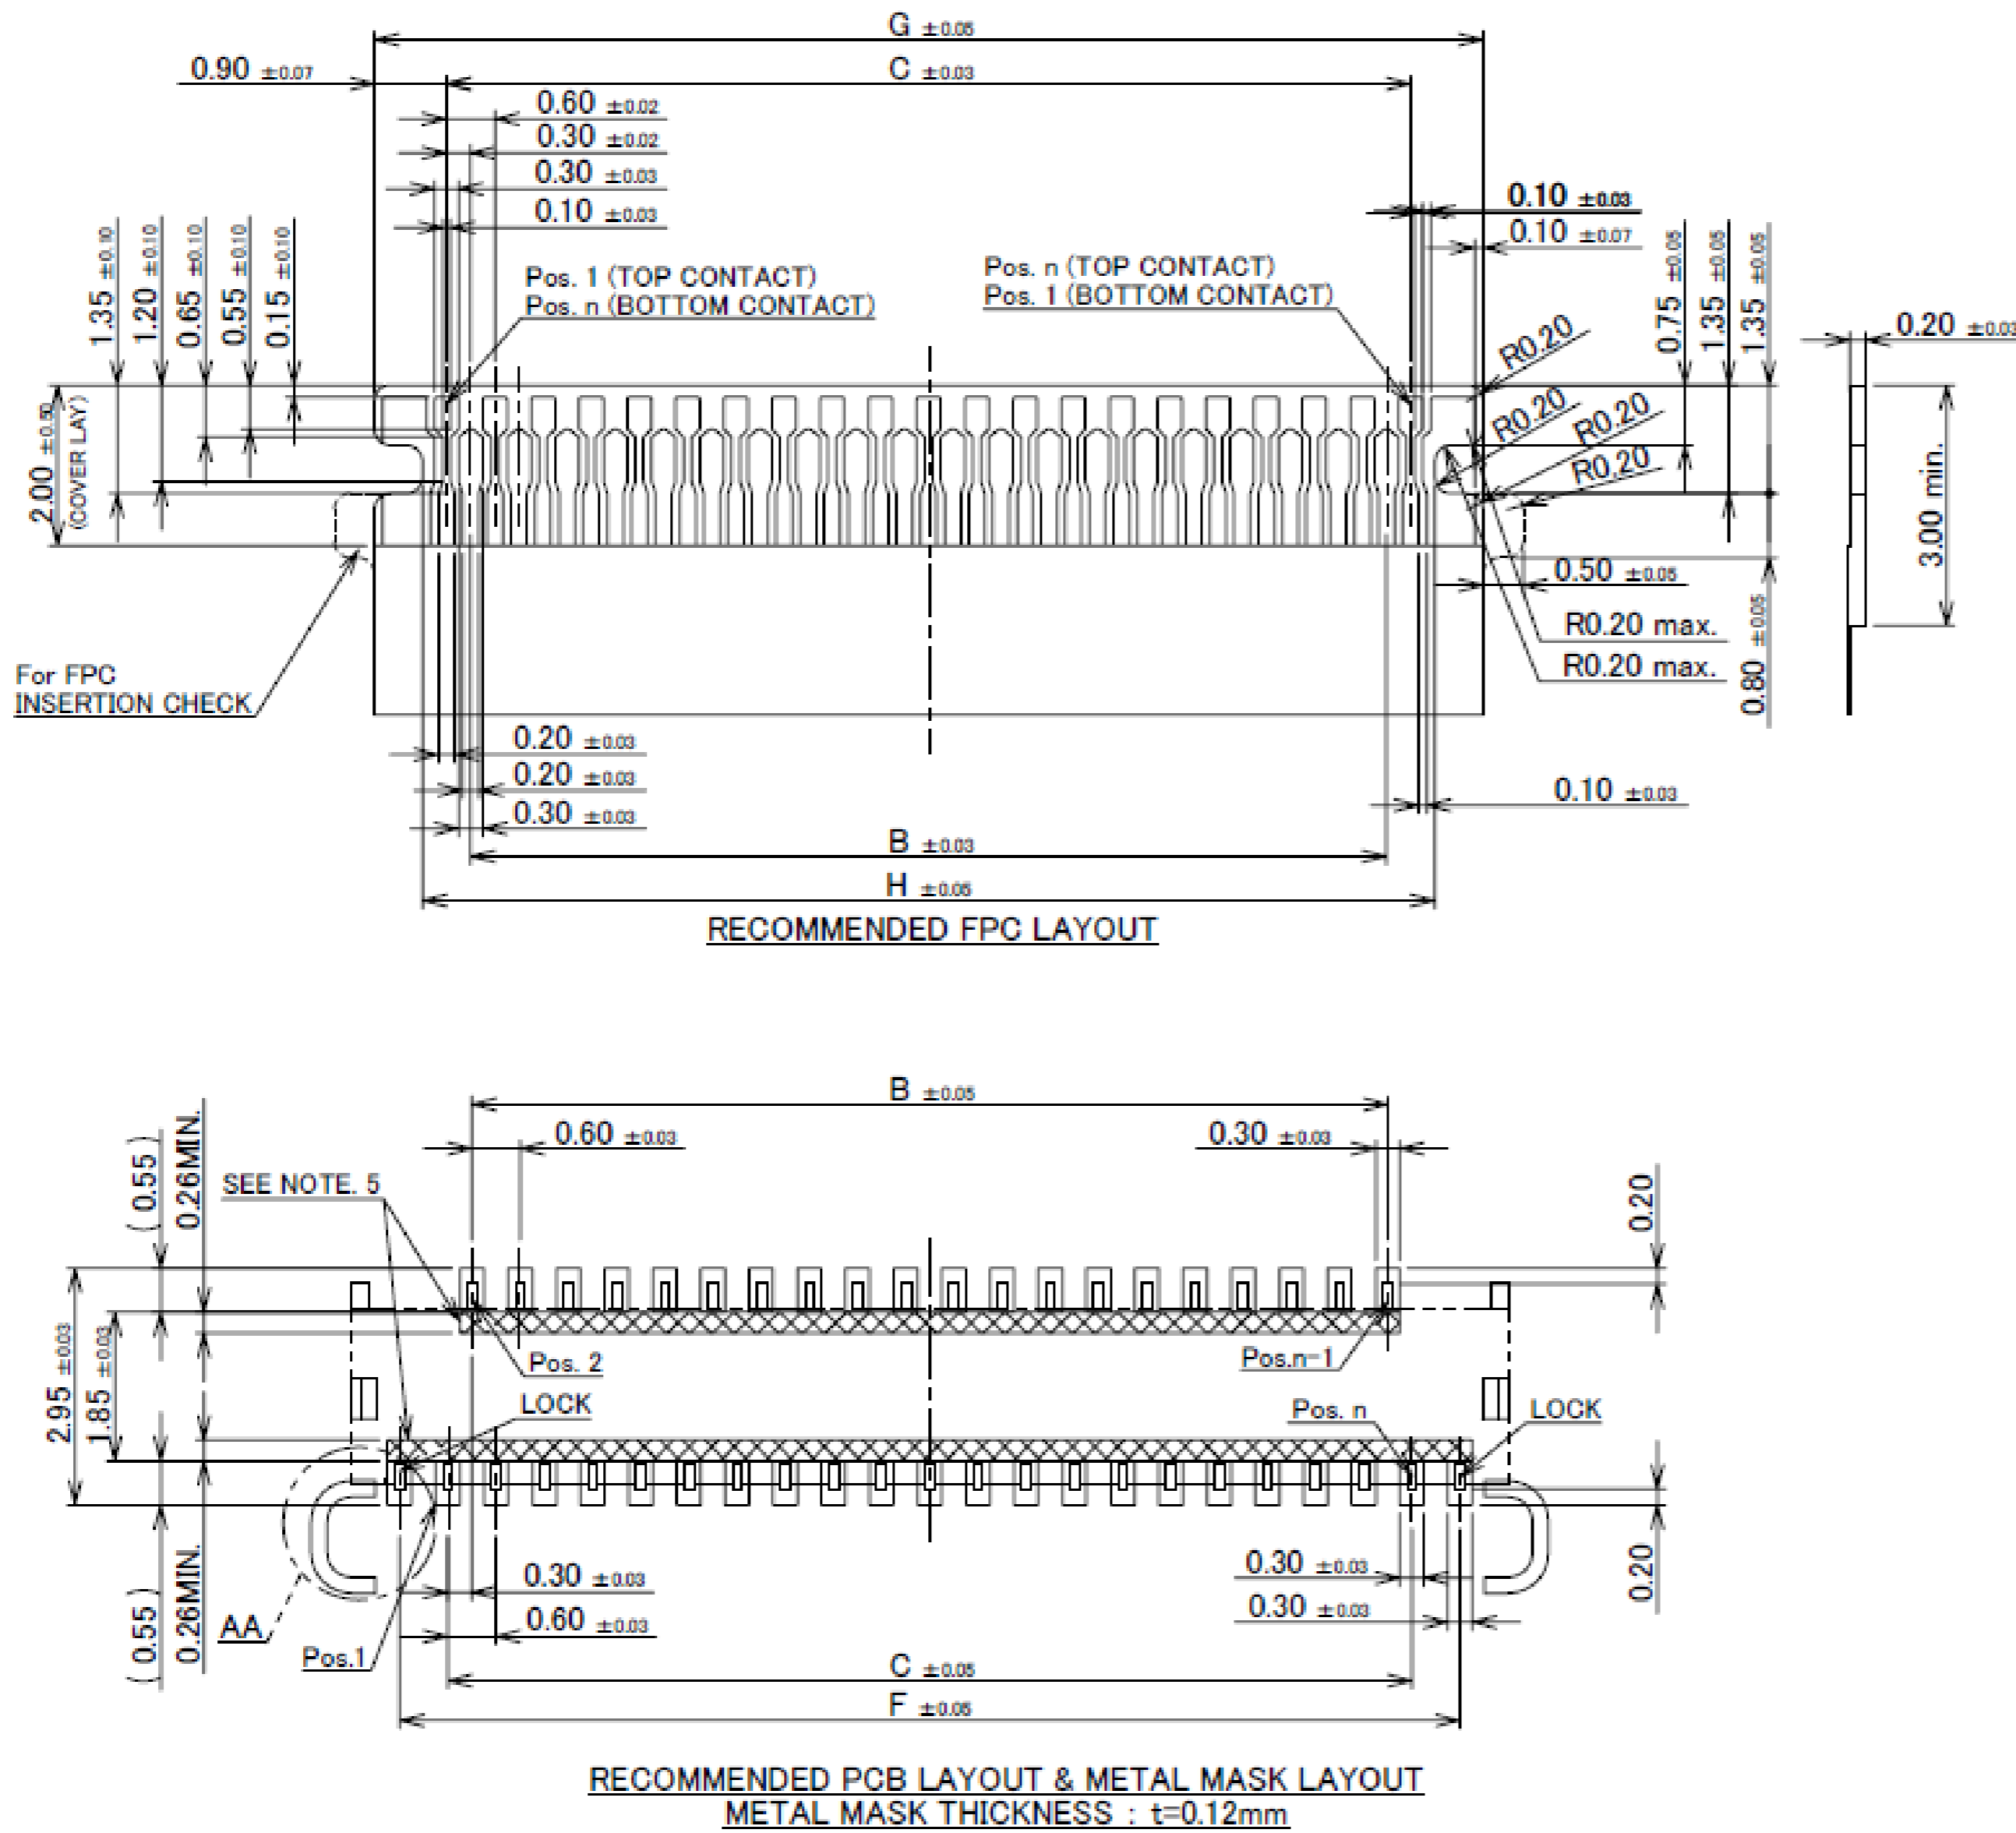 G ±0.05
0.90 ±0.07
C ±0.03
0.60 ±0.02
0.30 ±0.02
0.30 ±0.03
0.10 ±0.03
0.10 ±0.03
0.10 ±0.07
1.35 ±0.10
1.20 ±0.10
0.65 ±0.10
0.55 ±0.10
0.15 ±0.10
Pos. 1 (TOP CONTACT)
Pos. n (BOTTOM CONTACT)
Pos. n (TOP CONTACT)
Pos. 1 (BOTTOM CONTACT)
0.75 ±0.05
1.35 ±0.05
1.35 ±0.05
0.20 ±0.03
R0.20
R0.20
R0.20
R0.20
2.00 ±0.50
(COVER LAY)
3.00 min.
0.50 ±0.05
R0.20 max.
R0.20 max.
0.80 ±0.05
For FPC
INSERTION CHECK
0.20 ±0.03
0.20 ±0.03
0.30 ±0.03
0.10 ±0.03
B ±0.03
H ±0.05
RECOMMENDED FPC LAYOUT
B ±0.05
0.60 ±0.03
0.30 ±0.03
(0.55)
0.26MIN.
SEE NOTE. 5
0.20
Pos. 2
Pos.n-1
2.95 ±0.03
1.85 ±0.03
LOCK
Pos. n
LOCK
0.30 ±0.03
0.60 ±0.03
0.30 ±0.03
0.30 ±0.03
0.20
(0.55)
0.26MIN.
AA
Pos.1
C ±0.05
F ±0.05
RECOMMENDED PCB LAYOUT & METAL MASK LAYOUT
METAL MASK THICKNESS : t=0.12mm